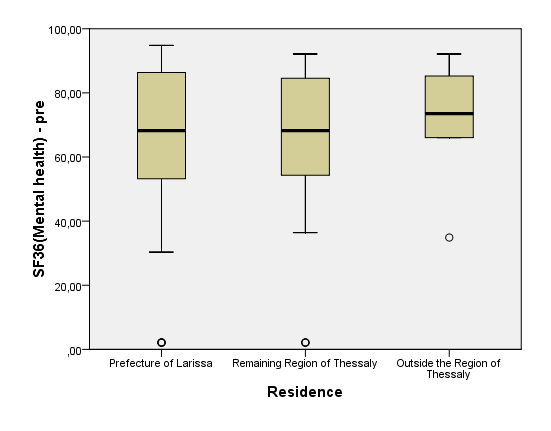 100,00
80,00
60,00
40,00
20,00
,00
SF36(Mental health) - pre
Prefecture of Larissa
Remaining Region of Thessaly
Outside the Region of
Thessaly
Residence